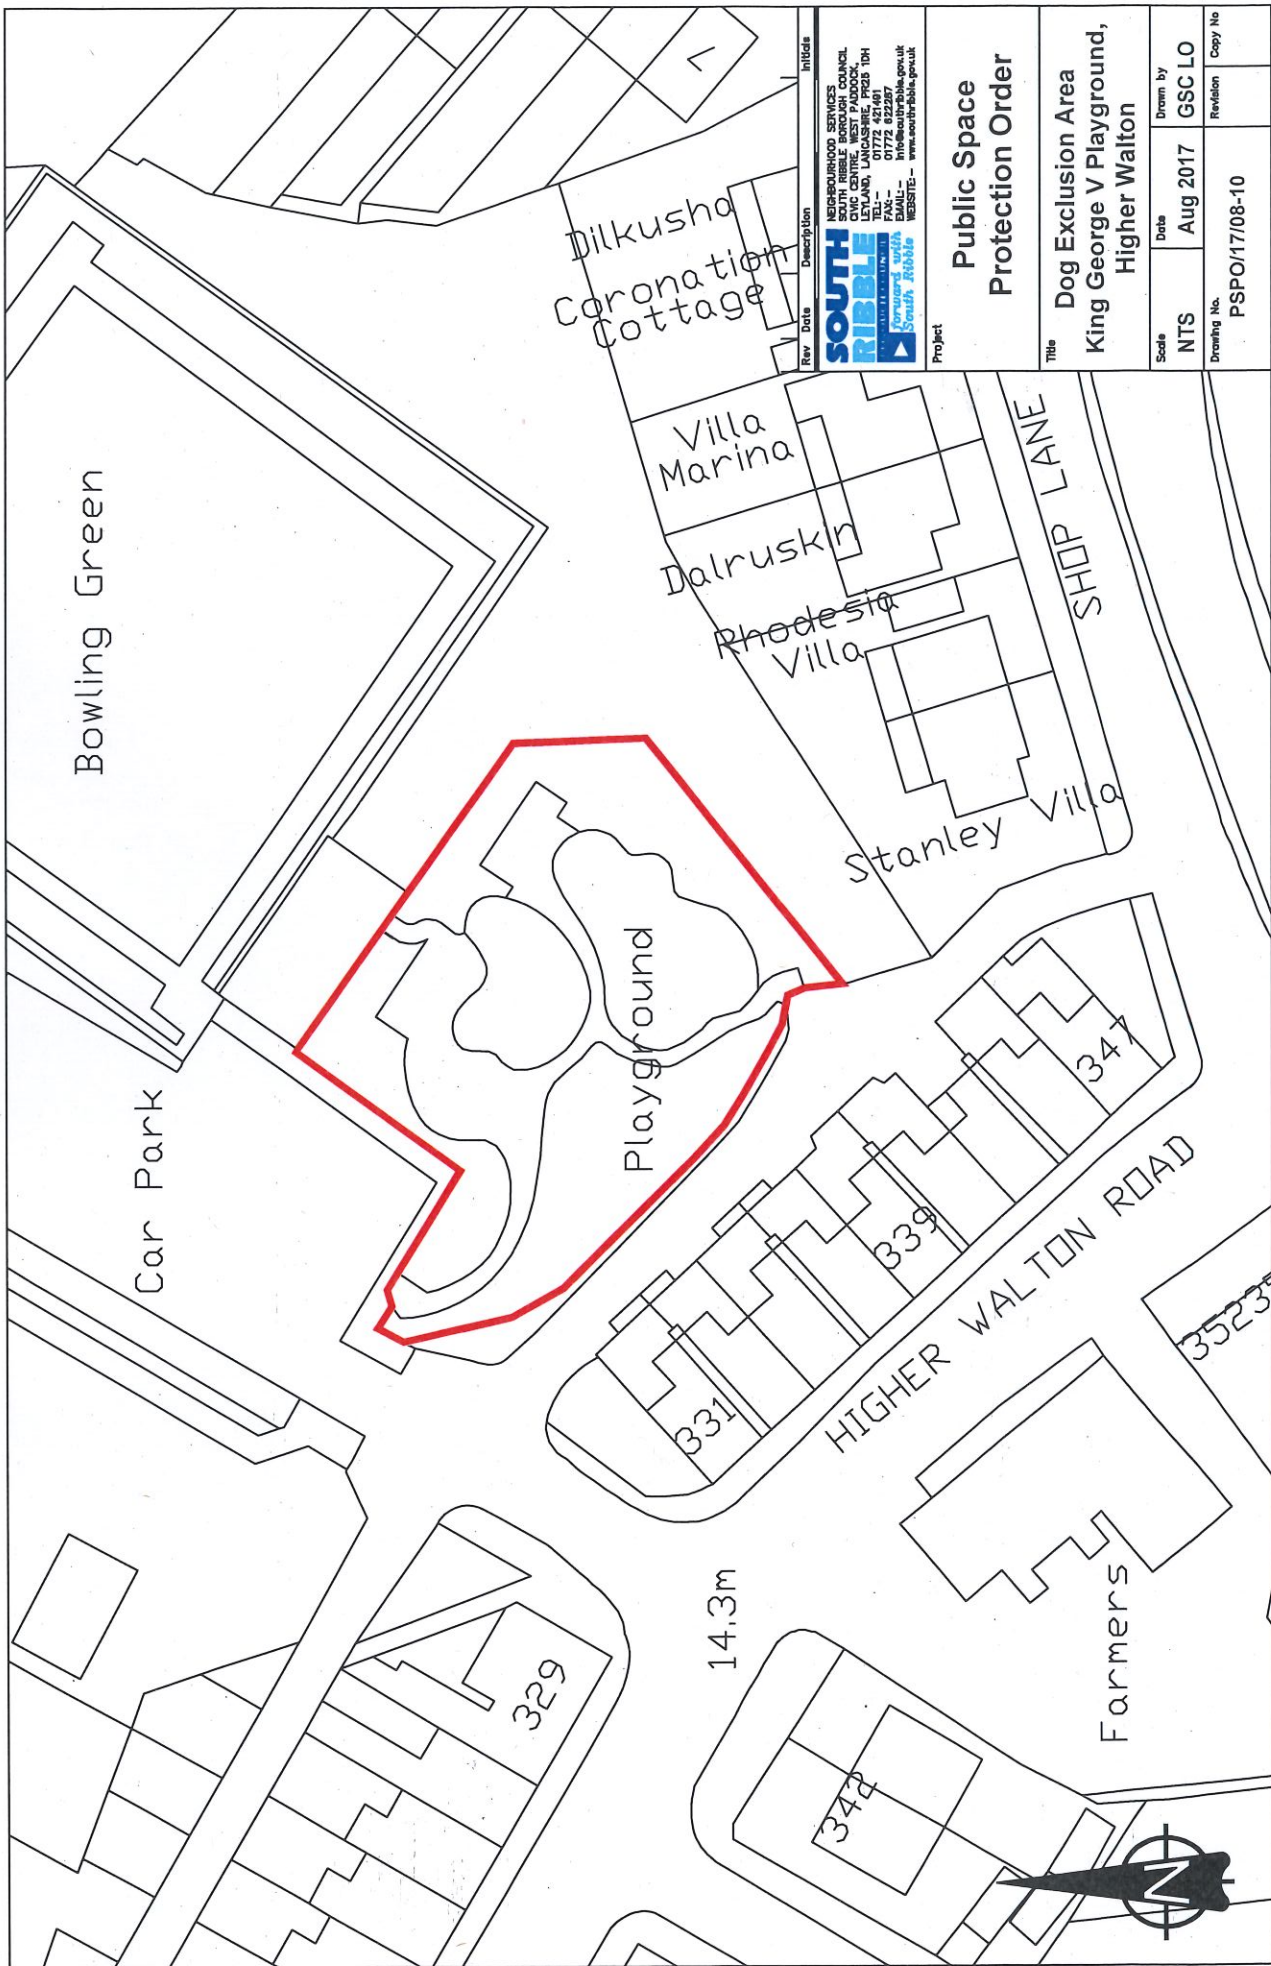 Bowling Green
Car Park
Playground
7
Dilkusha
Coronation
Cottage
Villa
Marina
Dalruskin
Rhodesia
Villa
Stanley Villa
SHOP LANE
347
339
331
HIGHER WALTON ROAD
329
14.3m
342
Farmers
N
Rev Date Description Initials
SOUTH
RIBBLE
forward with
South Ribble
NEIGHBOURHOOD SERVICES
SOUTH RIBBLE BOROUGH COUNCIL
CIVIC CENTRE, WEST PADDOCK,
LEYLAND, LANCASHIRE, PR25 1DH
TEL:- 01772 421491
FAX:- 01772 622287
EMAIL:- info@southribble.gov.uk
WEBSITE:- www.southribble.gov.uk
Project
Public Space
Protection Order
Title
Dog Exclusion Area
King George V Playground,
Higher Walton
Scale
NTS
Date
Aug 2017
Drawn by
GSC LO
Drawing No.
PSPO/17/08-10
Revision
Copy No